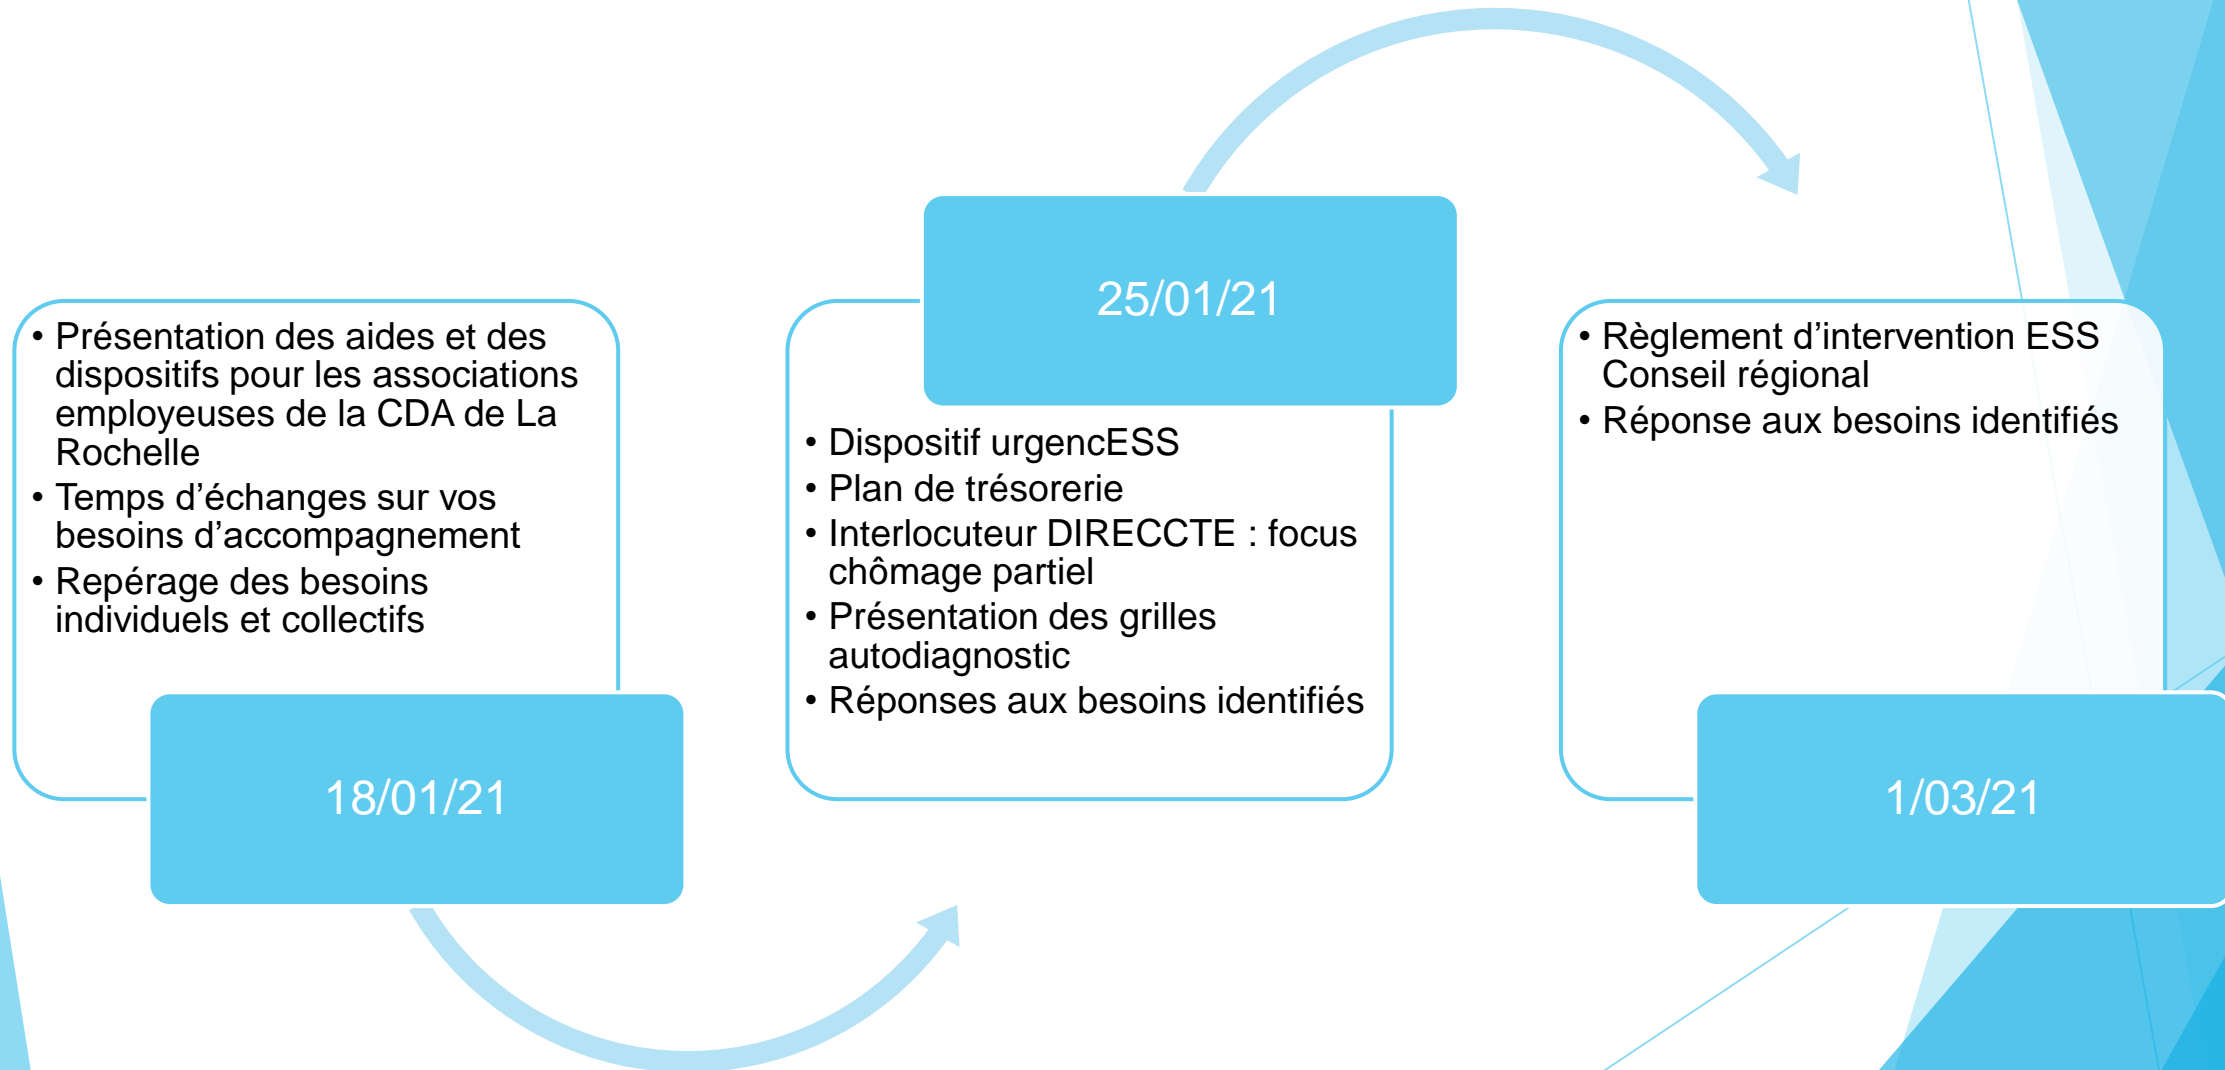 • Présentation des aides et des
dispositifs pour les associations
employeuses de la CDA de La
Rochelle
• Temps d’échanges sur vos
besoins d’accompagnement
• Repérage des besoins
individuels et collectifs
18/01/21
25/01/21
• Dispositif urgencESS
• Plan de trésorerie
• Interlocuteur DIRECCTE : focus
chômage partiel
• Présentation des grilles
autodiagnostic
• Réponses aux besoins identifiés
• Règlement d’intervention ESS
Conseil régional
• Réponse aux besoins identifiés
1/03/21